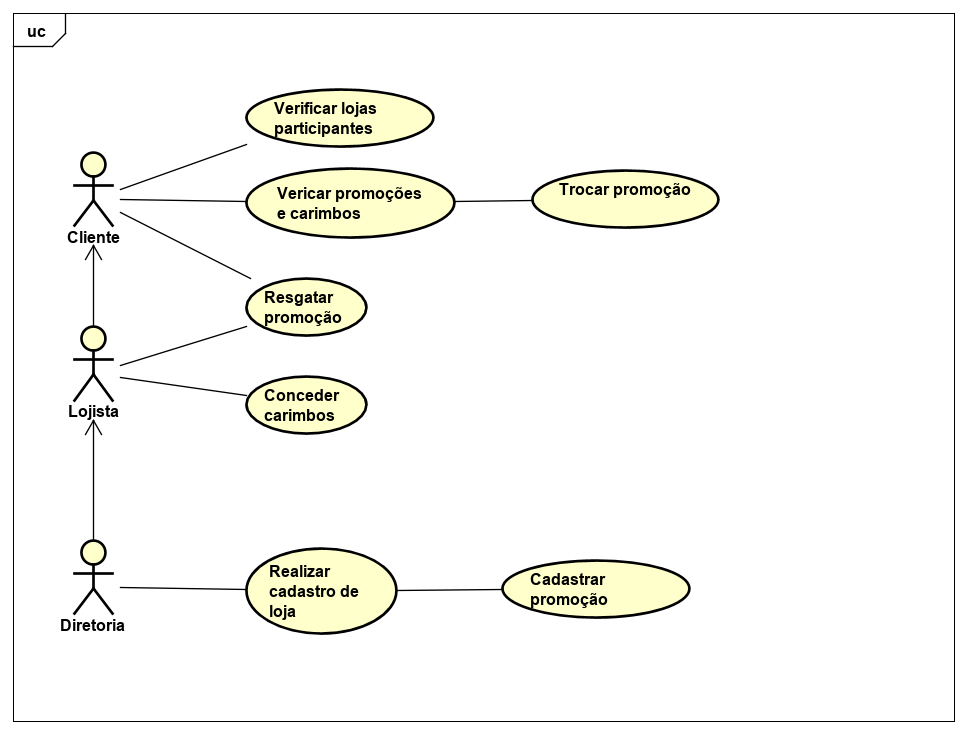 uc
Verificar lojas
participantes
Vericar promoções
e carimbos
Trocar promoção
Cliente
Resgatar
promoção
Conceder
carimbos
Lojista
Realizar
cadastro de
loja
Cadastrar
promoção
Diretoria